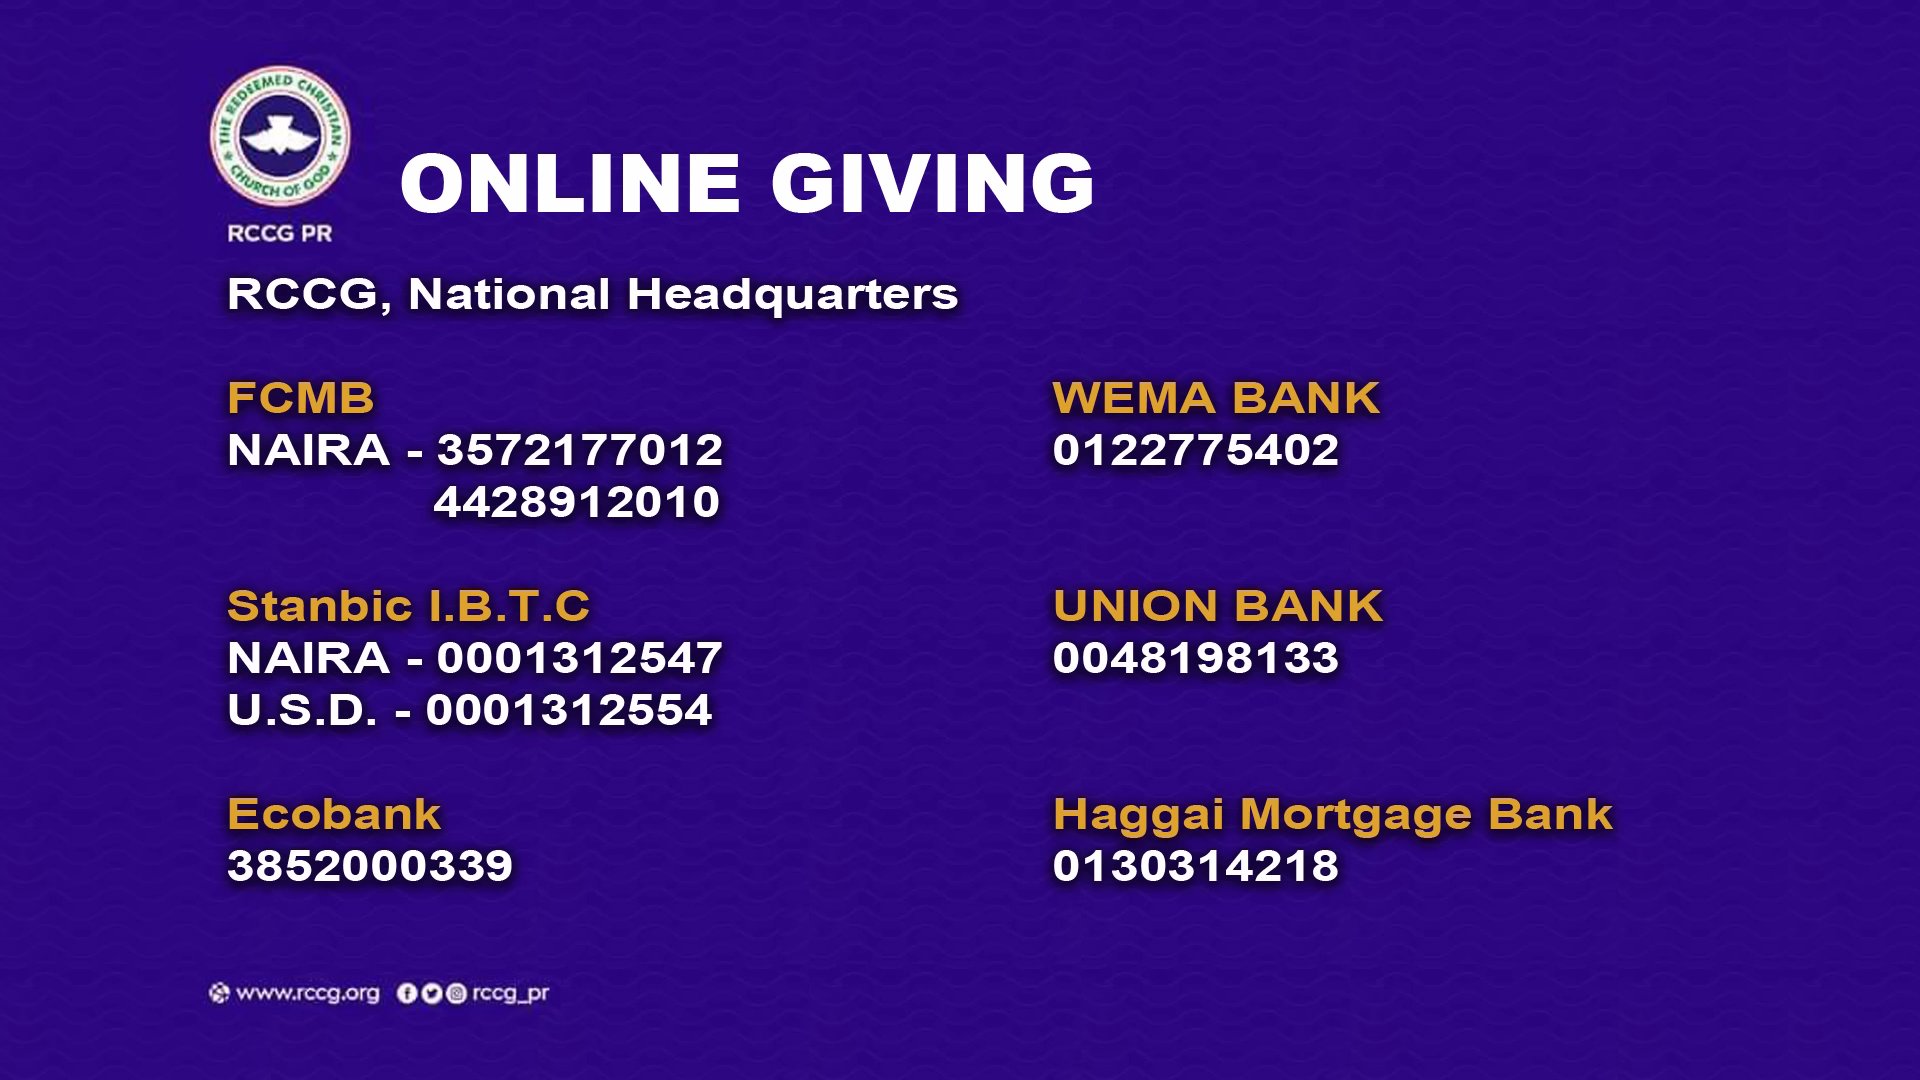 THE REDEEMED CHRISTIAN
CHURCH OF GOD
RCCG PR
ONLINE GIVING
RCCG, National Headquarters
FCMB
NAIRA - 3572177012
4428912010
WEMA BANK
0122775402
Stanbic I.B.T.C
NAIRA - 0001312547
U.S.D. - 0001312554
UNION BANK
0048198133
Ecobank
3852000339
Haggai Mortgage Bank
0130314218
www.rccg.org rccg_pr